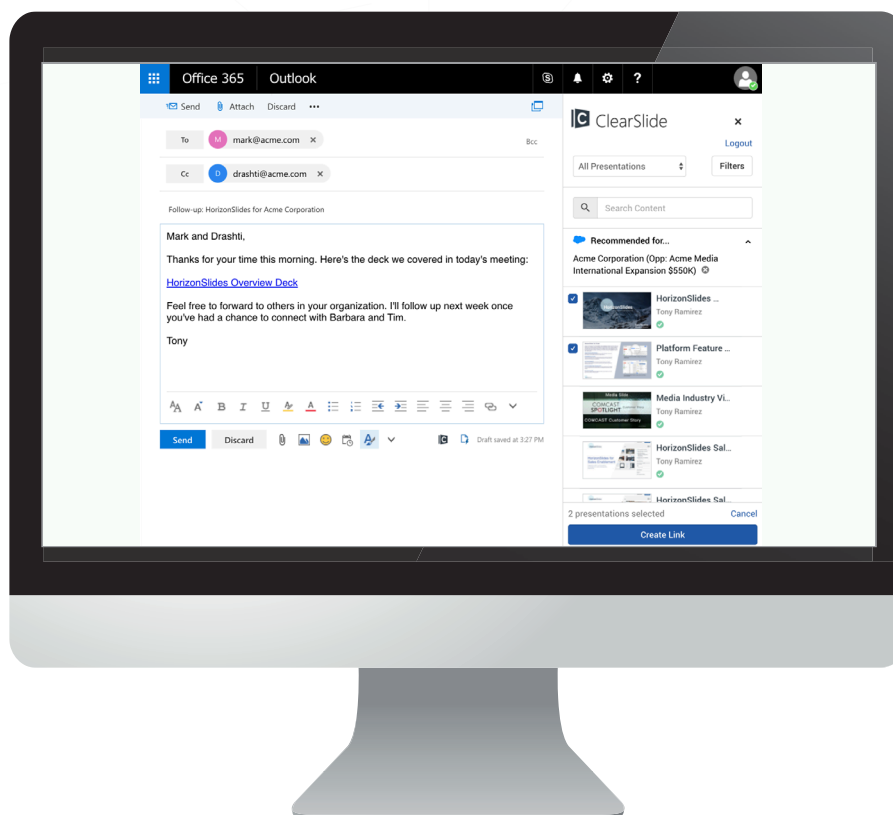 Office 365 Outlook
Send Attach Discard
ClearSlide
Logout
To M mark@acme.com Bcc
All Presentations Filters
Cc D drashti@acme.com
Search Content
Follow-up: HorizonSlides for Acme Corporation
Mark and Drashti,
Thanks for your time this morning. Here's the deck we covered in today's meeting:
HorizonSlides Overview Deck
Feel free to forward to others in your organization. I'll follow up next week once
you've had a chance to connect with Barbara and Tim.
Tony
Send Discard Draft saved at 3:27 PM
Recommended for...
Acme Corporation (Opp: Acme Media
International Expansion $550K)
HorizonSlides ...
Tony Ramirez
Platform Feature ...
Tony Ramirez
COMCAST
SPOTLIGHT
COMCAST Customer Story
Media Industry Vi...
Tony Ramirez
HorizonSlides Sal...
Tony Ramirez
HorizonSlides Sal...
2 presentations selected Cancel
Create Link